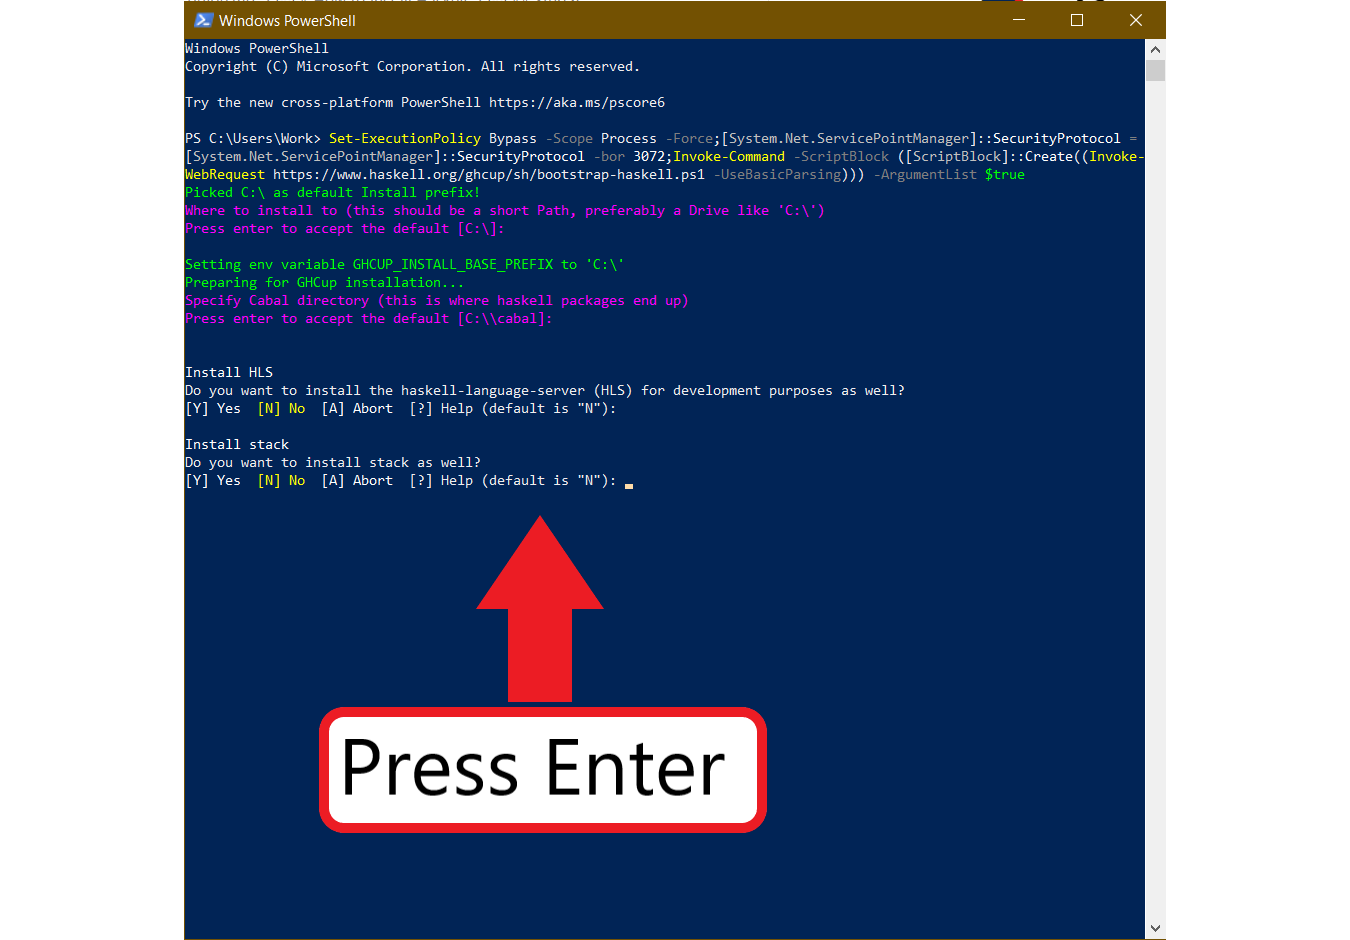 Windows PowerShell
Windows PowerShell
Copyright (C) Microsoft Corporation. All rights reserved.
Try the new cross-platform PowerShell https://aka.ms/pscore6
PS C:\Users\Work> Set-ExecutionPolicy Bypass -Scope Process -Force;[System.Net.ServicePointManager]::SecurityProtocol =
[System.Net.ServicePointManager]::SecurityProtocol -bor 3072;Invoke-Command -ScriptBlock ([ScriptBlock]::Create((Invoke-
WebRequest https://www.haskell.org/ghcup/sh/bootstrap-haskell.ps1 -UseBasicParsing))) -ArgumentList $true
Picked C:\ as default Install prefix!
Where to install to (this should be a short Path, preferably a Drive like 'C:\')
Press enter to accept the default [C:\]:
Setting env variable GHCUP_INSTALL_BASE_PREFIX to 'C:\'
Preparing for GHCup installation...
Specify Cabal directory (this is where haskell packages end up)
Press enter to accept the default [C:\\cabal]:
Install HLS
Do you want to install the haskell-language-server (HLS) for development purposes as well?
[Y] Yes  [N] No  [A] Abort  [?] Help (default is "N"):
Install stack
Do you want to install stack as well?
[Y] Yes  [N] No  [A] Abort  [?] Help (default is "N"):
Press Enter